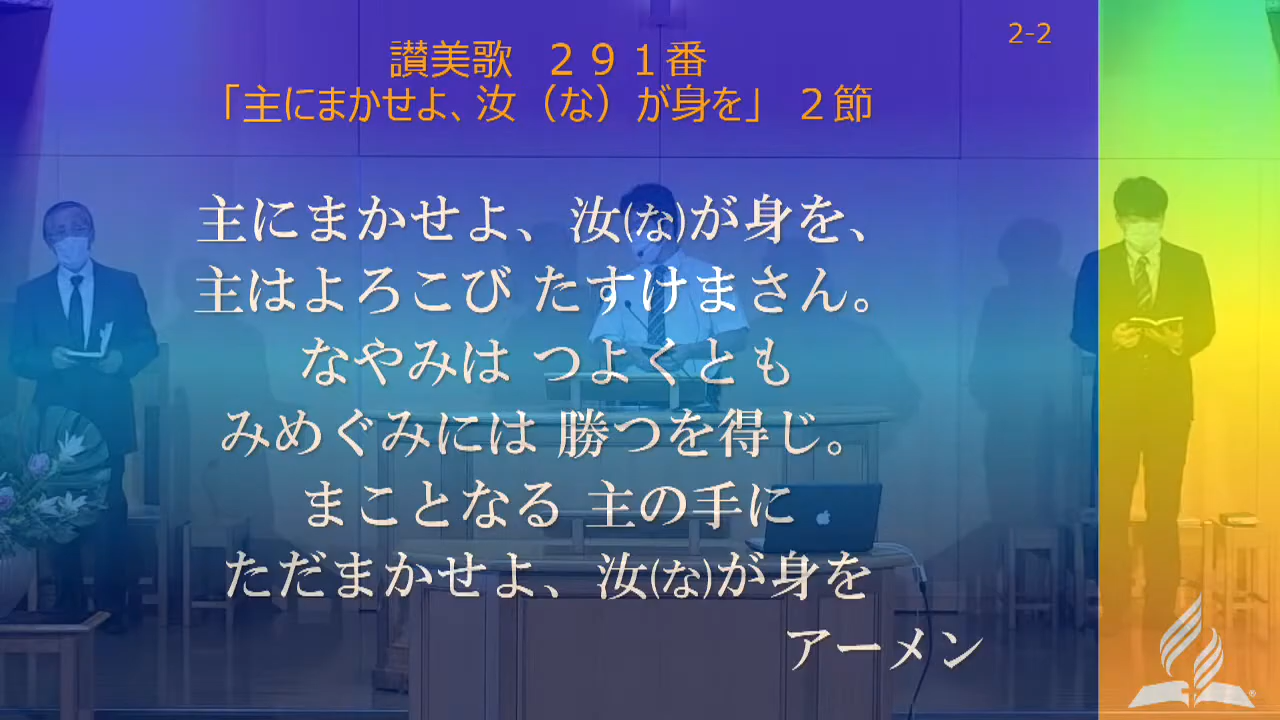 2-2
讃美歌　２９１番
「主にまかせよ、汝（な）が身を」 ２節
主にまかせよ、汝(な)が身を、
主はよろこび たすけまさん。
なやみは つよくとも
みめぐみには 勝つを得じ。
まことなる 主の手に
ただまかせよ、汝(な)が身を
アーメン
®